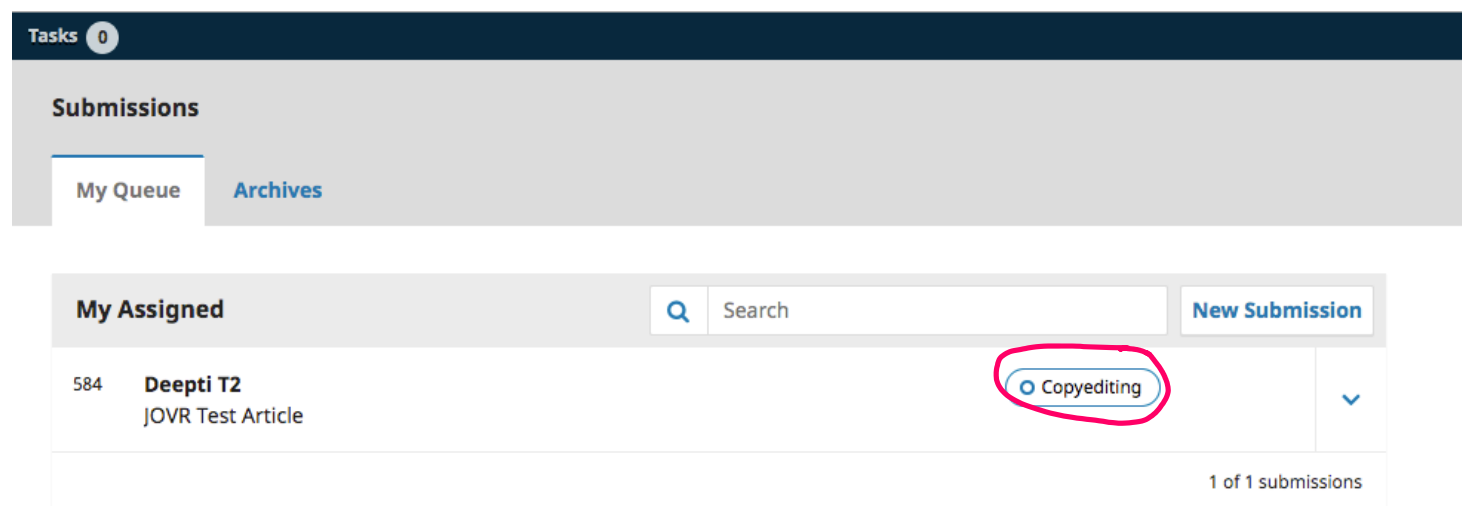 Tasks 0
Submissions
My Queue Archives
My Assigned Search New Submission
584 Deepti T2 Copyediting
JOVR Test Article
1 of 1 submissions